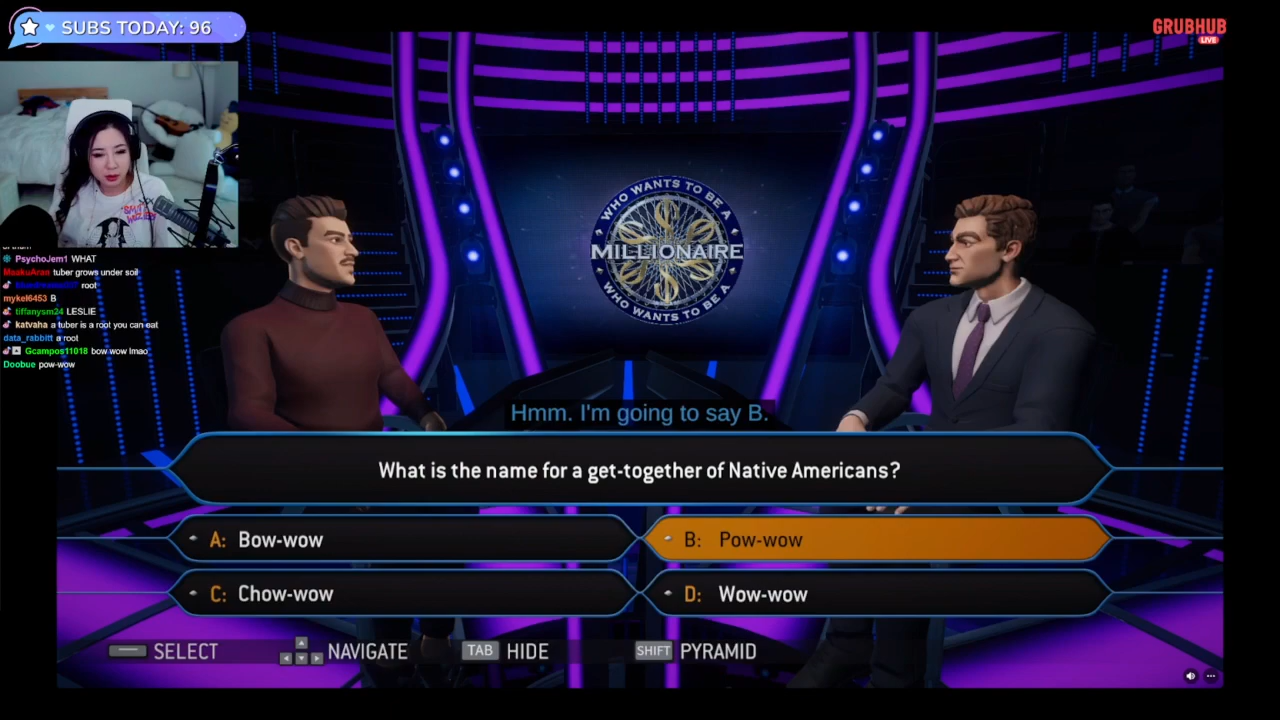 SUBS TODAY: 96
GRUBHUB
LIVE
PsychoJem1 WHAT
MaskuAran tuber grows under soil
root
mykel6453 B
tiffanysm24 LESLIE
katvaha a tuber is a root you can eat
data_rabbitt a root
Gcampos11018 bow wow lmao
Doobue pow-wow
WHO WANTS TO BE A
MILLIONAIRE
WHO WANTS TO BE A
Hmm. I'm going to say B.
What is the name for a get-together of Native Americans?
A: Bow-wow
B: Pow-wow
C: Chow-wow
D: Wow-wow
SELECT
NAVIGATE
TAB HIDE
SHIFT PYRAMID